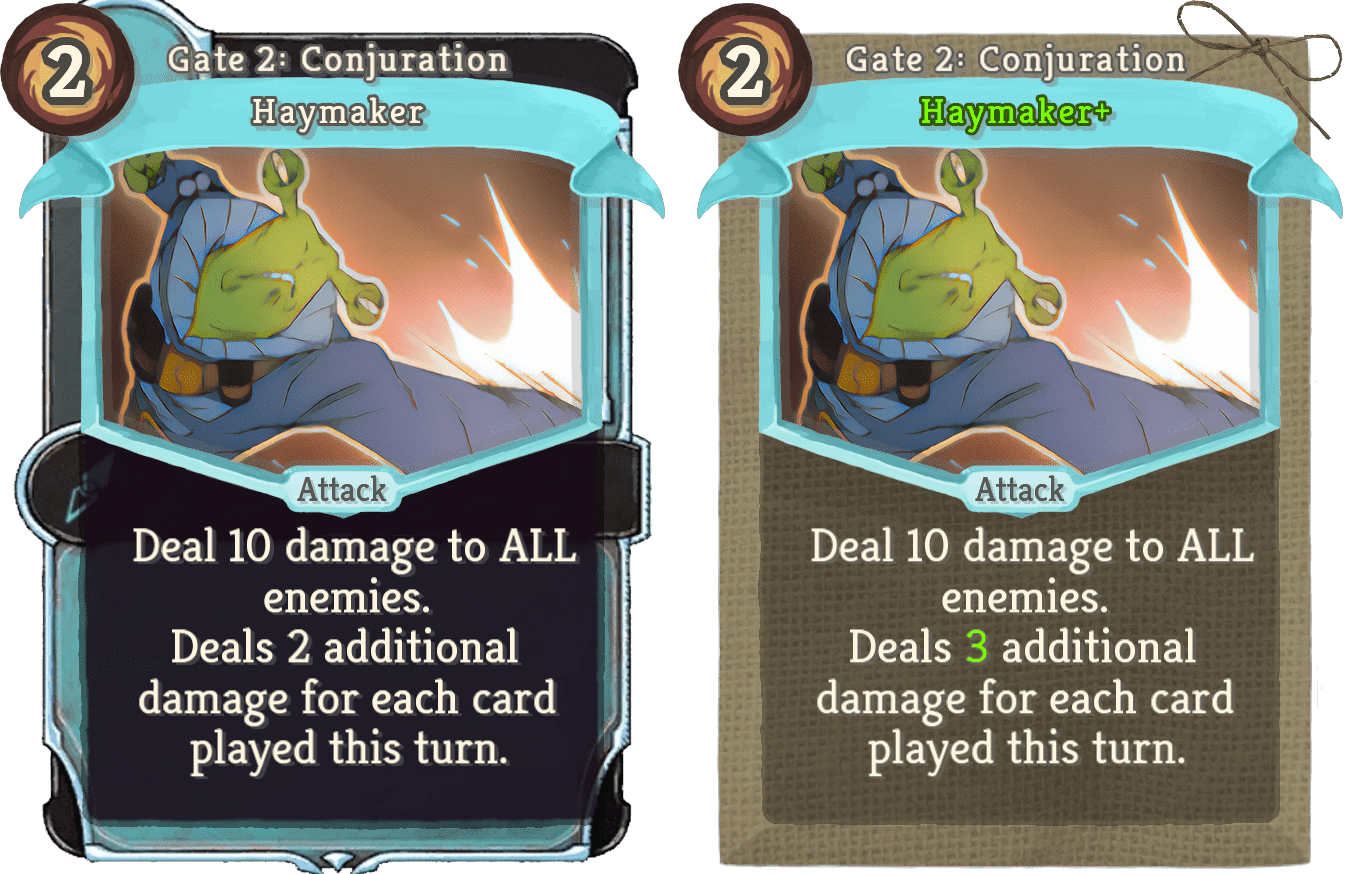 2
Gate 2: Conjuration
Haymaker
Attack
Deal 10 damage to ALL
enemies.
Deals 2 additional
damage for each card
played this turn.
2
Gate 2: Conjuration
Haymaker+
Attack
Deal 10 damage to ALL
enemies.
Deals 3 additional
damage for each card
played this turn.